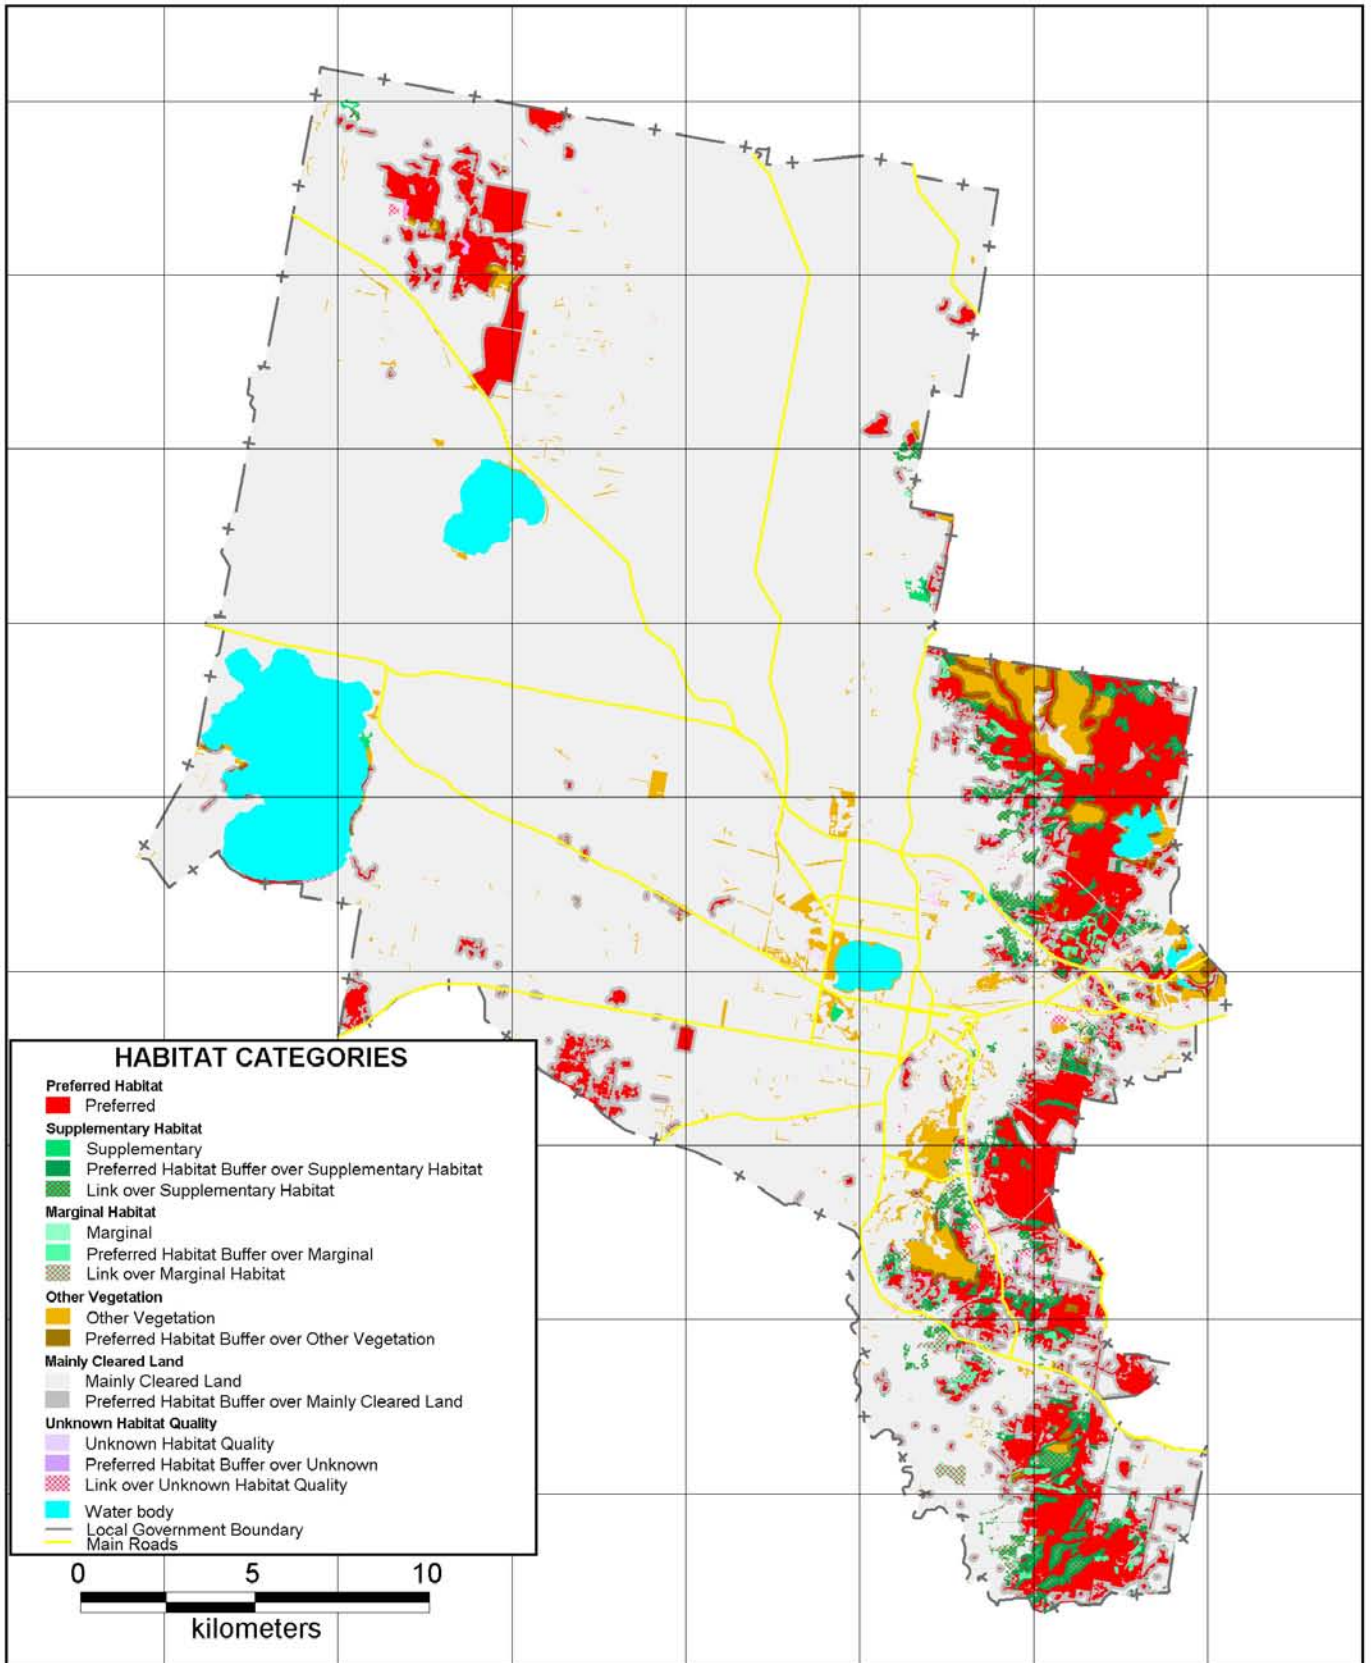 HABITAT CATEGORIES
Preferred Habitat
Preferred
Supplementary Habitat
Supplementary
Preferred Habitat Buffer over Supplementary Habitat
Link over Supplementary Habitat
Marginal Habitat
Marginal
Preferred Habitat Buffer over Marginal
Link over Marginal Habitat
Other Vegetation
Other Vegetation
Preferred Habitat Buffer over Other Vegetation
Mainly Cleared Land
Mainly Cleared Land
Preferred Habitat Buffer over Mainly Cleared Land
Unknown Habitat Quality
Unknown Habitat Quality
Preferred Habitat Buffer over Unknown
Link over Unknown Habitat Quality
Water body
Local Government Boundary
Main Roads
0 5 10
kilometers